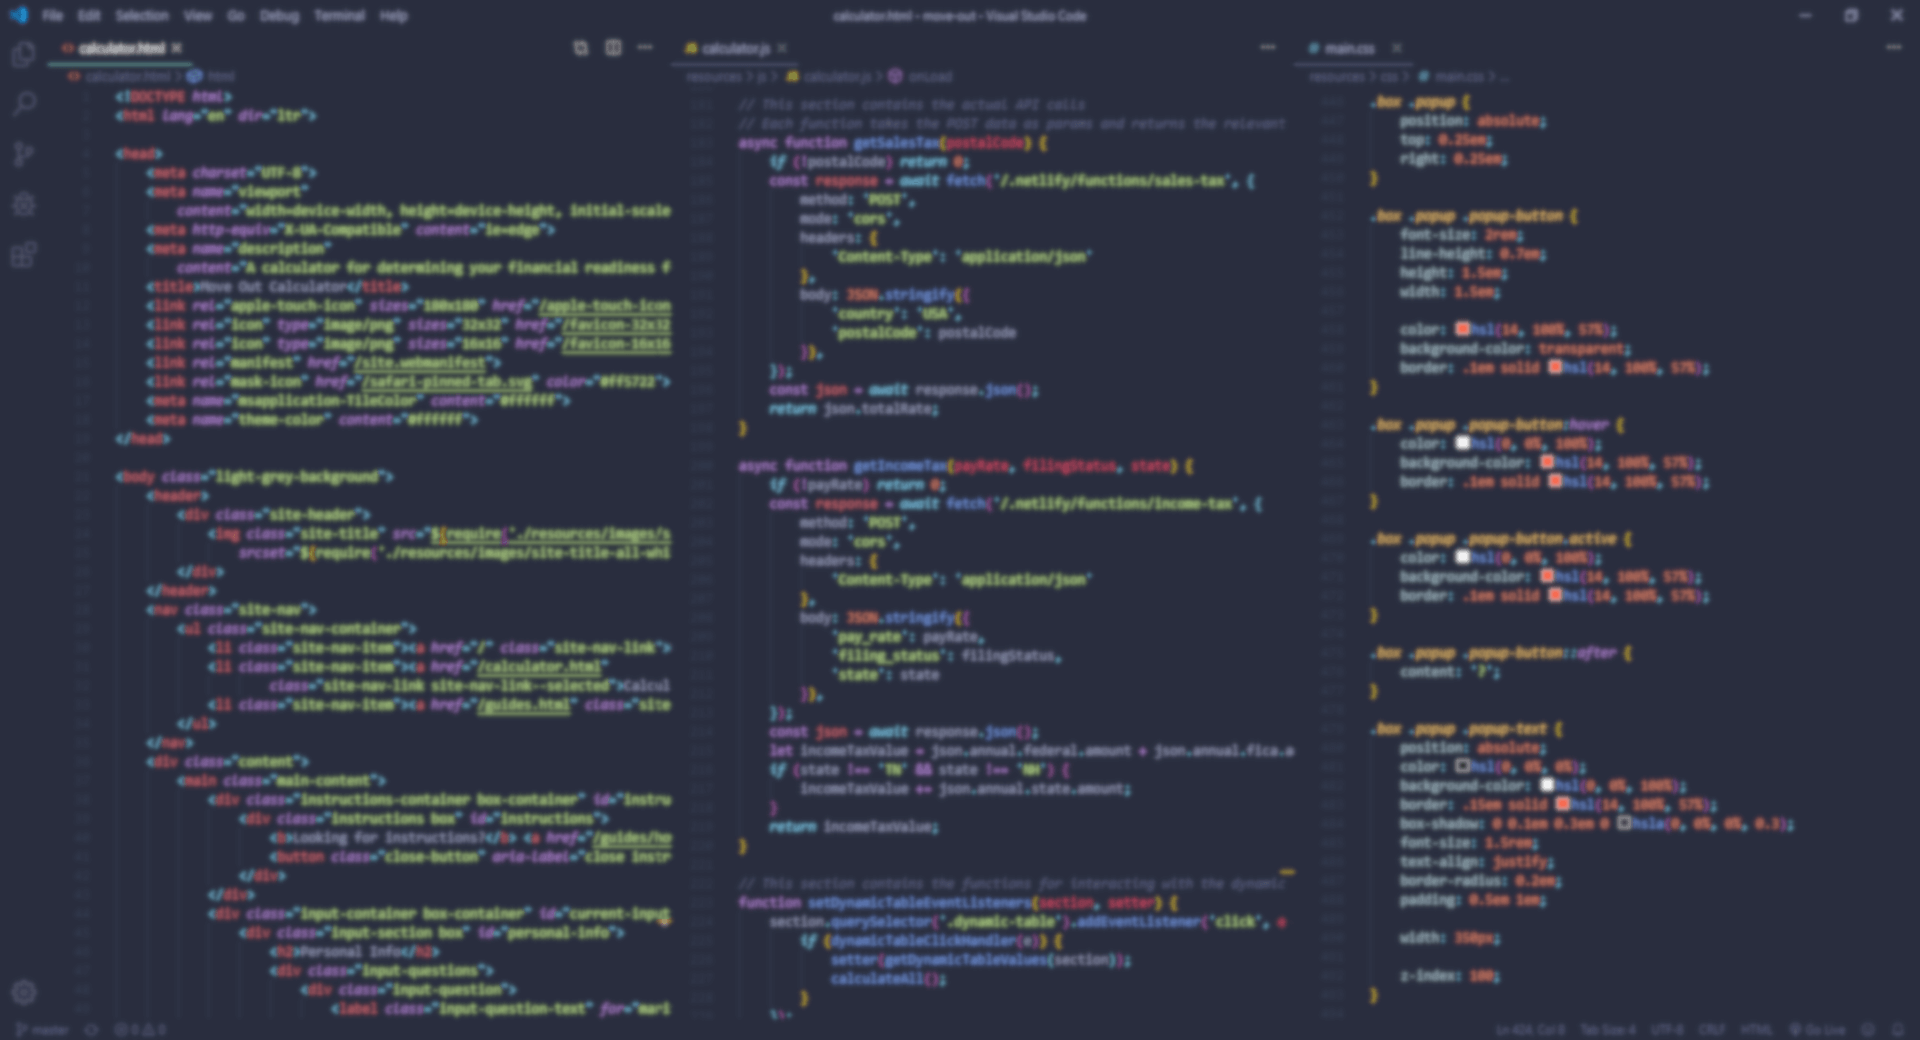 File Edit Selection View Go Debug Terminal Help
calculator.html - move-out - Visual Studio Code
calculator.html
calculator.html > html
<!DOCTYPE html>
<html lang="en" dir="ltr">
<head>
<meta charset="UTF-8">
<meta name="viewport"
content="width=device-width, height=device-height, initial-scale
<meta http-equiv="X-UA-Compatible" content="ie=edge">
<meta name="description"
content="A calculator for determining your financial readiness f
<title>Move Out Calculator</title>
<link rel="apple-touch-icon" sizes="180x180" href="/apple-touch-icon
<link rel="icon" type="image/png" sizes="32x32" href="/favicon-32x32
<link rel="icon" type="image/png" sizes="16x16" href="/favicon-16x16
<link rel="manifest" href="/site.webmanifest">
<link rel="mask-icon" href="/safari-pinned-tab.svg" color="#ff5722">
<meta name="msapplication-TileColor" content="#ffffff">
<meta name="theme-color" content="#ffffff">
</head>
<body class="light-grey-background">
<header>
<div class="site-header">
<img class="site-title" src="${require('./resources/images/s
srcset="${require('./resources/images/site-title-all-whi
</div>
</header>
<nav class="site-nav">
<ul class="site-nav-container">
<li class="site-nav-item"><a href="/" class="site-nav-link">
<li class="site-nav-item"><a href="/calculator.html"
class="site-nav-link site-nav-link--selected">Calcul
<li class="site-nav-item"><a href="/guides.html" class="site
</ul>
</nav>
<div class="content">
<main class="main-content">
<div class="instructions-container box-container" id="instru
<div class="instructions box" id="instructions">
<b>Looking for instructions?</b> <a href="/guides/ho
<button class="close-button" aria-label="close instr
</div>
</div>
<div class="input-container box-container" id="current-input
<div class="input-section box" id="personal-info">
<h2>Personal Info</h2>
<div class="input-questions">
<div class="input-question">
<label class="input-question-text" for="mari
calculator.js
resources > js > calculator.js > onLoad
// This section contains the actual API calls
// Each function takes the POST data as params and returns the relevant
async function getSalesTax(postalCode) {
if (!postalCode) return 0;
const response = await fetch('/.netlify/functions/sales-tax', {
method: 'POST',
mode: 'cors',
headers: {
'Content-Type': 'application/json'
},
body: JSON.stringify({
'country': 'USA',
'postalCode': postalCode
}),
});
const json = await response.json();
return json.totalRate;
}
async function getIncomeTax(payRate, filingStatus, state) {
if (!payRate) return 0;
const response = await fetch('/.netlify/functions/income-tax', {
method: 'POST',
mode: 'cors',
headers: {
'Content-Type': 'application/json'
},
body: JSON.stringify({
'pay_rate': payRate,
'filing_status': filingStatus,
'state': state
}),
});
const json = await response.json();
let incomeTaxValue = json.annual.federal.amount + json.annual.fica.a
if (state !== 'TN' && state !== 'NH') {
incomeTaxValue += json.annual.state.amount;
}
return incomeTaxValue;
}
// This section contains the functions for interacting with the dynamic
function setDynamicTableEventListeners(section, setter) {
section.querySelector('.dynamic-table').addEventListener('click', e
if (dynamicTableClickHandler(e)) {
setter(getDynamicTableValues(section));
calculateAll();
}
});
main.css
resources > css > main.css > ...
.box .popup {
position: absolute;
top: 0.25em;
right: 0.25em;
}
.box .popup .popup-button {
font-size: 2rem;
line-height: 0.7em;
height: 1.5em;
width: 1.5em;
color: hsl(14, 100%, 57%);
background-color: transparent;
border: .1em solid hsl(14, 100%, 57%);
}
.box .popup .popup-button:hover {
color: hsl(0, 0%, 100%);
background-color: hsl(14, 100%, 57%);
border: .1em solid hsl(14, 100%, 57%);
}
.box .popup .popup-button.active {
color: hsl(0, 0%, 100%);
background-color: hsl(14, 100%, 57%);
border: .1em solid hsl(14, 100%, 57%);
}
.box .popup .popup-button::after {
content: '?';
}
.box .popup .popup-text {
position: absolute;
color: hsl(0, 0%, 0%);
background-color: hsl(0, 0%, 100%);
border: .15em solid hsl(14, 100%, 57%);
box-shadow: 0 0.1em 0.3em 0 hsla(0, 0%, 0%, 0.3);
font-size: 1.5rem;
text-align: justify;
border-radius: 0.2em;
padding: 0.5em 1em;
width: 350px;
z-index: 100;
}
master 0 0
Ln 424, Col 6 Tab Size: 4 UTF-8 CRLF HTML Go Live